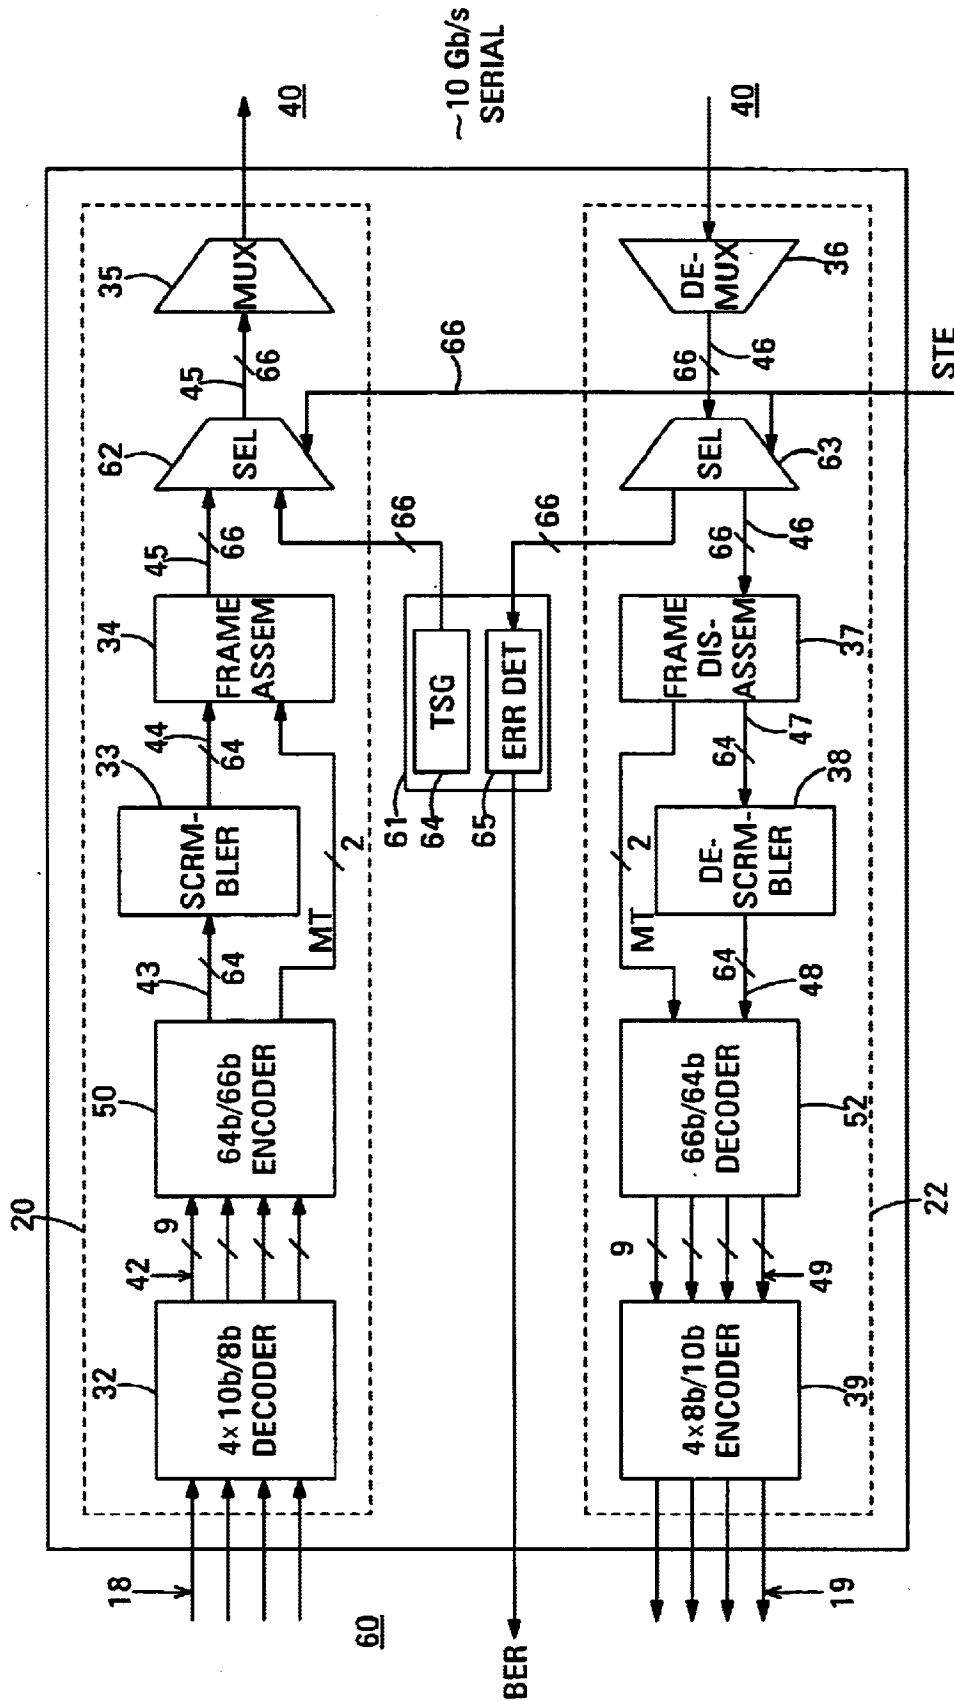 20
18
32
4×10b/8b
DECODER
42
9
50
64b/66b
ENCODER
43
64
MT
2
33
SCRM-
BLER
44
64
34
FRAME
ASSEM
45
66
62
SEL
45
66
35
MUX
40
~10 Gb/s
SERIAL
60
BER
61
64
TSG
65
ERR DET
66
66
66
STE
40
DE-
MUX
36
66
46
SEL
63
66
46
FRAME
DIS-
ASSEM
37
47
64
MT
2
DE-
SCRM-
BLER
38
64
48
66b/64b
DECODER
52
9
49
4×8b/10b
ENCODER
39
19
22